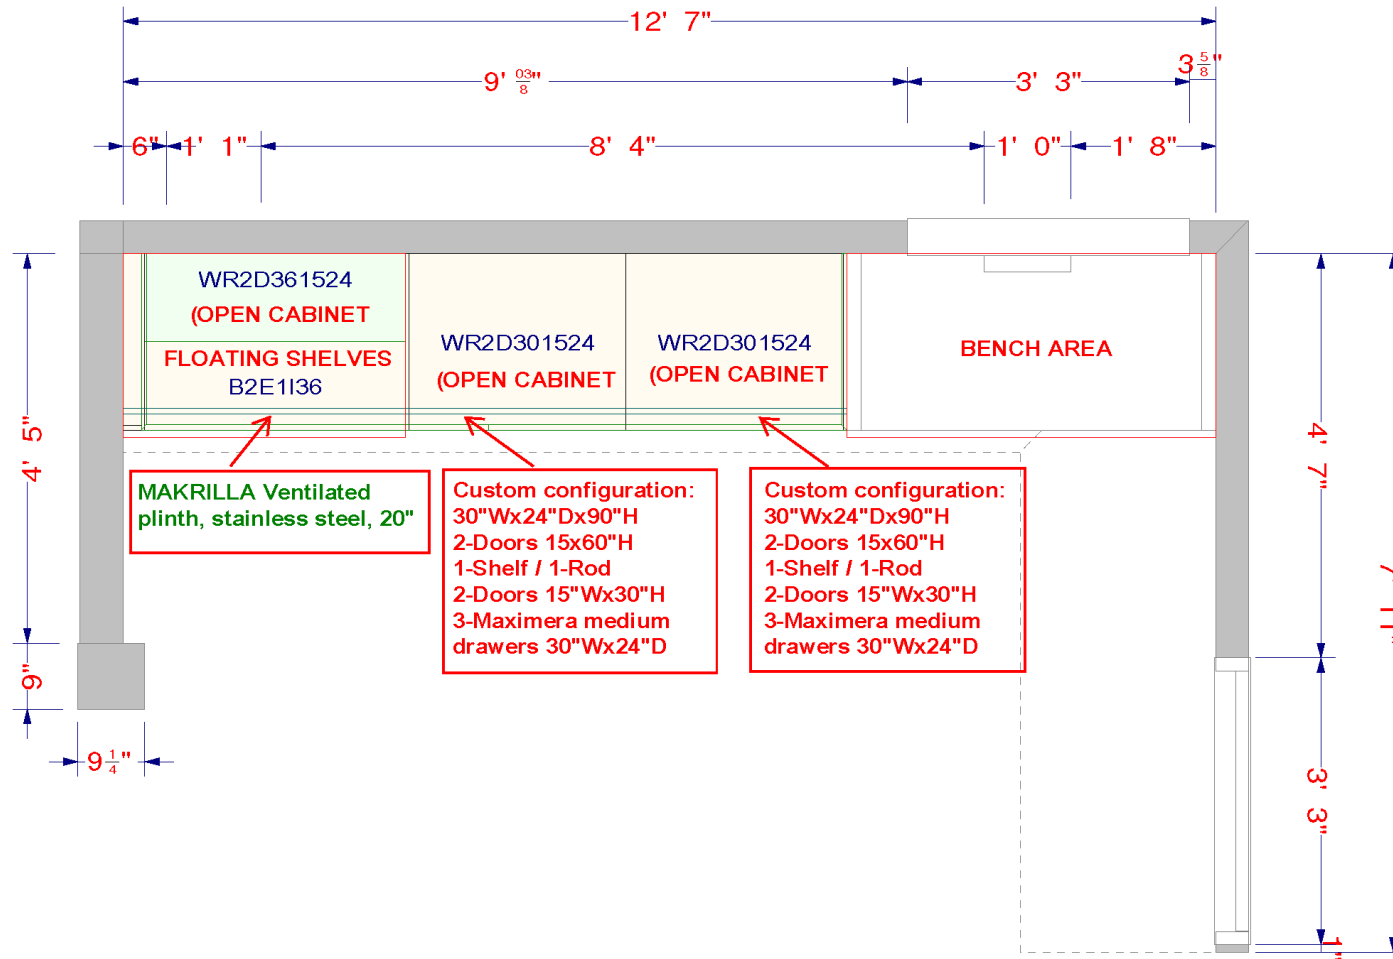 12' 7"
9' 03/8" 3' 3" 3 5/8"
6" 1' 1" 8' 4" 1' 0" 1' 8"
WR2D361524
(OPEN CABINET
FLOATING SHELVES
B2E1I36
WR2D301524
(OPEN CABINET
WR2D301524
(OPEN CABINET
BENCH AREA
4' 5"
4' 7"
7' 11"
MAKRILLA Ventilated
plinth, stainless steel, 20"
Custom configuration:
30"Wx24"Dx90"H
2-Doors 15x60"H
1-Shelf / 1-Rod
2-Doors 15"Wx30"H
3-Maximera medium
drawers 30"Wx24"D
Custom configuration:
30"Wx24"Dx90"H
2-Doors 15x60"H
1-Shelf / 1-Rod
2-Doors 15"Wx30"H
3-Maximera medium
drawers 30"Wx24"D
9"
9 1/4"
3' 3"
1"